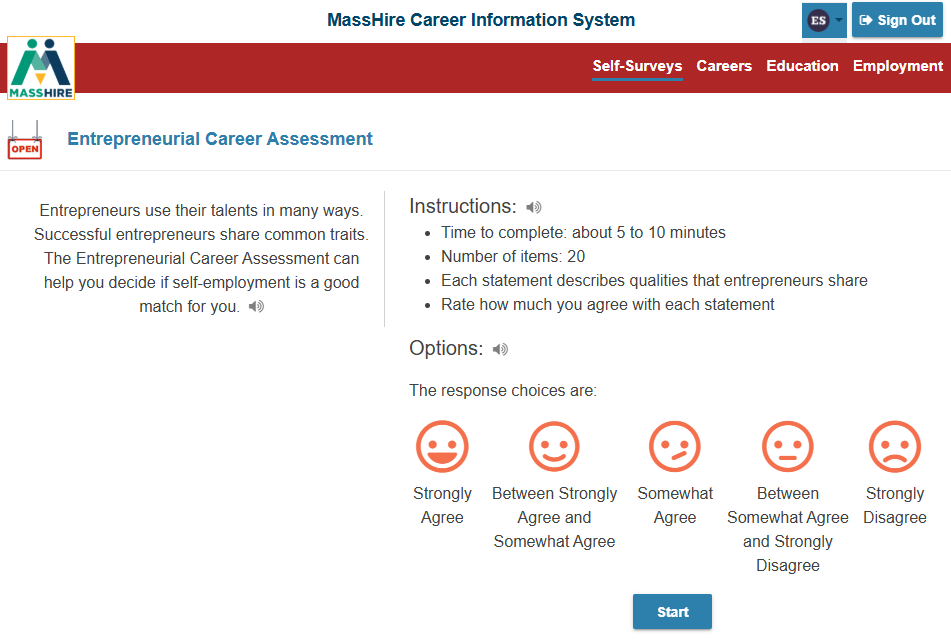 MassHire Career Information System
ES
Sign Out
MASSHIRE
Self-Surveys Careers Education Employment
OPEN
Entrepreneurial Career Assessment
Entrepreneurs use their talents in many ways.
Successful entrepreneurs share common traits.
The Entrepreneurial Career Assessment can
help you decide if self-employment is a good
match for you.
Instructions:
• Time to complete: about 5 to 10 minutes
• Number of items: 20
• Each statement describes qualities that entrepreneurs share
• Rate how much you agree with each statement
Options:
The response choices are:
Strongly
Agree
Between Strongly
Agree and
Somewhat Agree
Somewhat
Agree
Between
Somewhat Agree
and Strongly
Disagree
Strongly
Disagree
Start